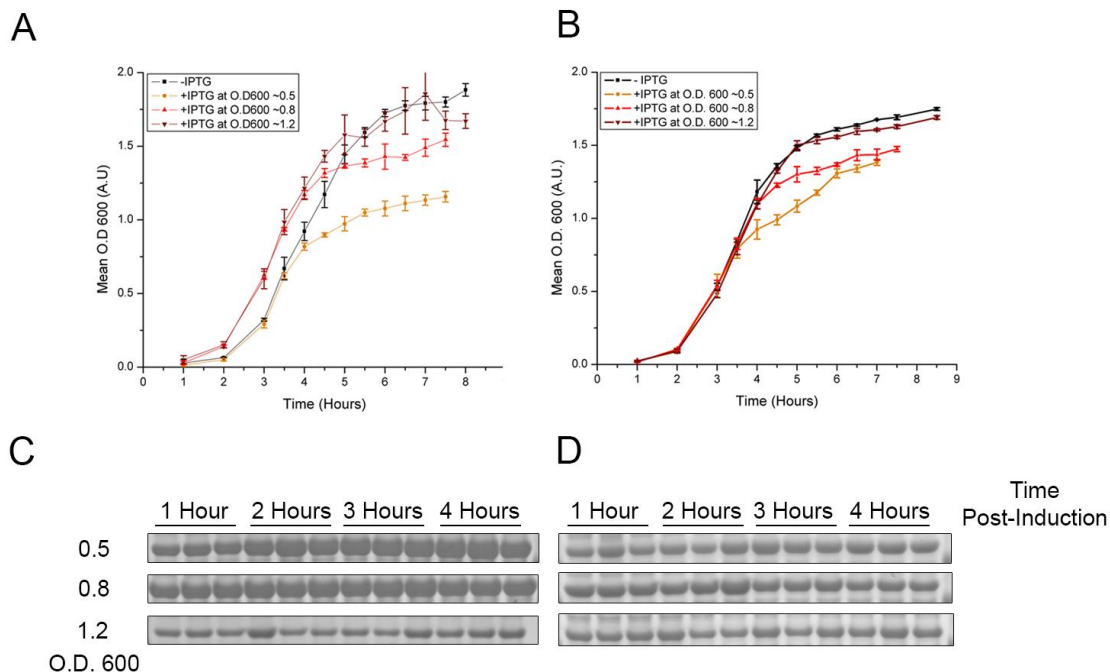 A
2.0
1.5
1.0
0.5
0.0
Mean O.D 600 (A.U)
-IPTG
+IPTG at O.D600 ~0.5
+IPTG at O.D600 ~0.8
+IPTG at O.D600 ~1.2
0 1 2 3 4 5 6 7 8
Time (Hours)
B
2.0
1.5
1.0
0.5
0.0
Mean O.D. 600 (A.U.)
- IPTG
+IPTG at O.D. 600 ~0.5
+IPTG at O.D. 600 ~0.8
+IPTG at O.D. 600 ~1.2
0 1 2 3 4 5 6 7 8 9
Time (Hours)
C
1 Hour 2 Hours 3 Hours 4 Hours
0.5
0.8
1.2
O.D. 600
D
1 Hour 2 Hours 3 Hours 4 Hours
Time
Post-Induction